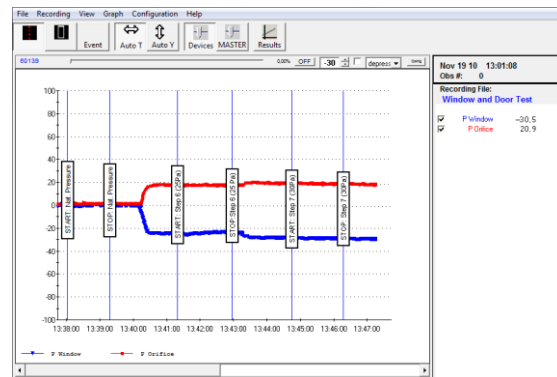 File Recording View Graph Configuration Help
Event Auto T Auto Y Devices MASTER Results
60139 0,00% OFF -30 depress
Nov 19 10 13:01:08
Obs #: 0
Recording File:
Window and Door Test
P Window -30,5
P Orifice 20,9
100
80
60
40
20
0
-20
-40
-60
-80
-100
START: Nat. Pressure
STOP: Nat. Pressure
START: Step 6 (25Pa)
STOP:Step 6 (25 Pa)
START: Step 7 (30Pa)
STOP: Step 7 (30Pa)
13:38:00 13:39:00 13:40:00 13:41:00 13:42:00 13:43:00 13:44:00 13:45:00 13:46:00 13:47:00
P Window P Orifice